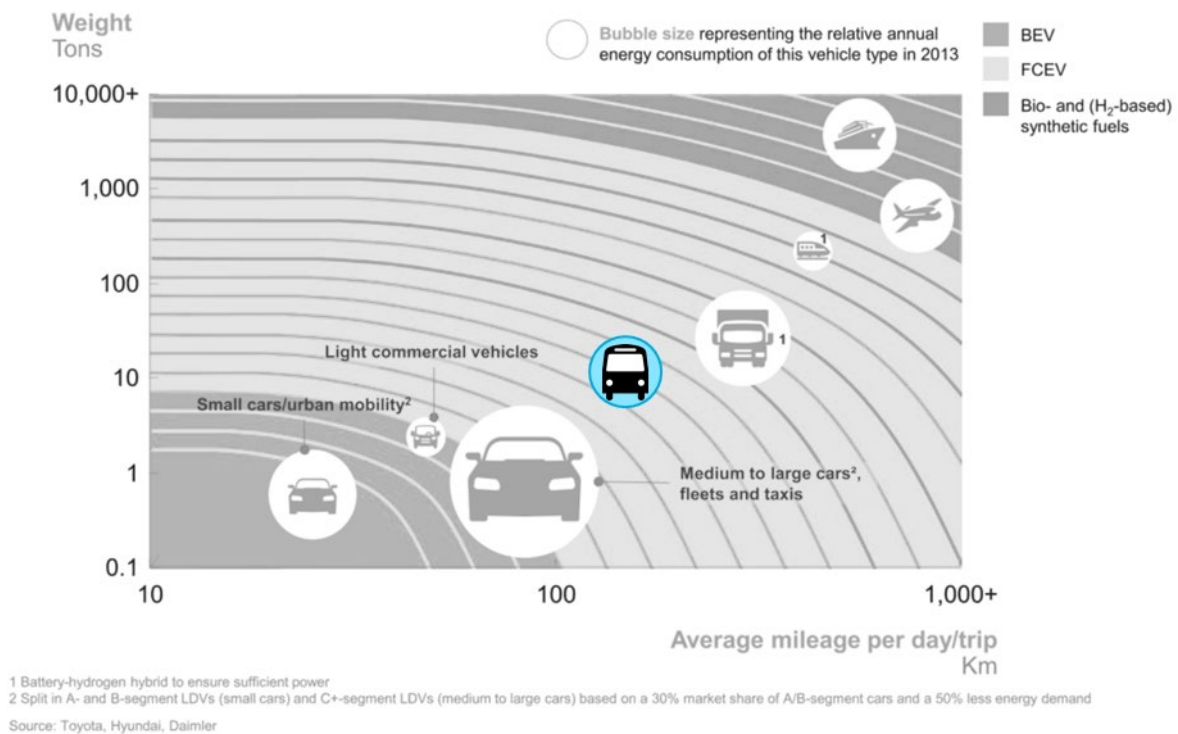 Weight
Tons
Bubble size representing the relative annual
energy consumption of this vehicle type in 2013
BEV
FCEV
Bio- and (H₂-based)
synthetic fuels
10,000+
1,000
100
10
1
0.1
1
1
Light commercial vehicles
Small cars/urban mobility²
Medium to large cars²,
fleets and taxis
10
100
1,000+
Average mileage per day/trip
Km
1 Battery-hydrogen hybrid to ensure sufficient power
2 Split in A- and B-segment LDVs (small cars) and C+-segment LDVs (medium to large cars) based on a 30% market share of A/B-segment cars and a 50% less energy demand
Source: Toyota, Hyundai, Daimler